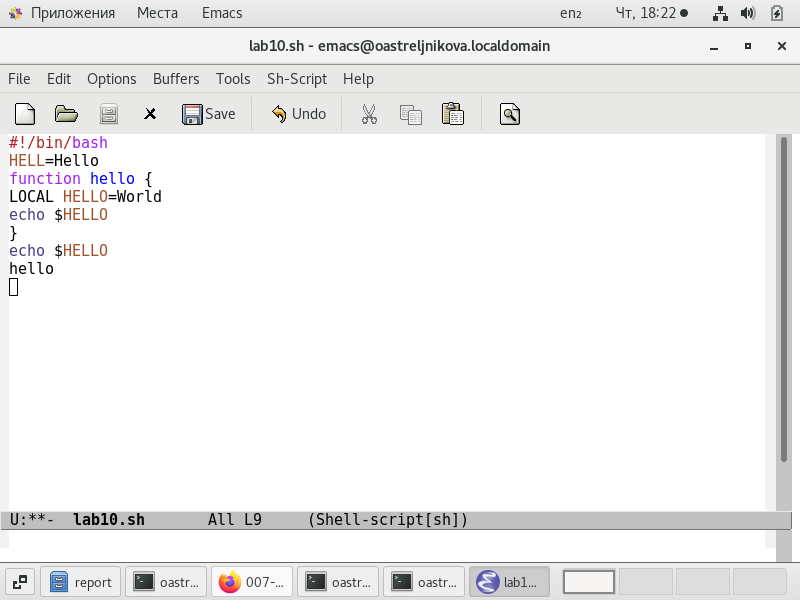 Приложения Места Emacs en₂ Чт, 18:22
lab10.sh - emacs@oastreljnikova.localdomain
File Edit Options Buffers Tools Sh-Script Help
Save Undo
#!/bin/bash
HELL=Hello
function hello {
LOCAL HELLO=World
echo $HELLO
}
echo $HELLO
hello
U:**- lab10.sh All L9 (Shell-script[sh])
report oastr... 007-... oastr... oastr... lab1...